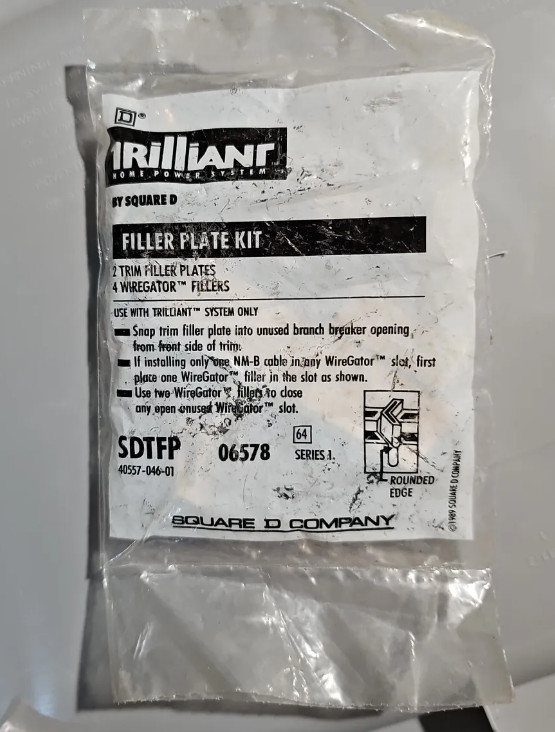 D®
TRILLIANT
HOME POWER SYSTEM
BY SQUARE D
FILLER PLATE KIT
2 TRIM FILLER PLATES
4 WIREGATOR™ FILLERS
USE WITH TRILLIANT™ SYSTEM ONLY
Snap trim filler plate into unused branch breaker opening
from front side of trim.
If installing only one NM-B cable in any WireGator™ slot, first
place one WireGator™ filler in the slot as shown.
Use two WireGator™ fillers to close
any open unused WireGator™ slot.
SDTFP 06578 64
40557-046-01 SERIES 1
ROUNDED
EDGE
©1989 SQUARE D COMPANY
SQUARE D COMPANY